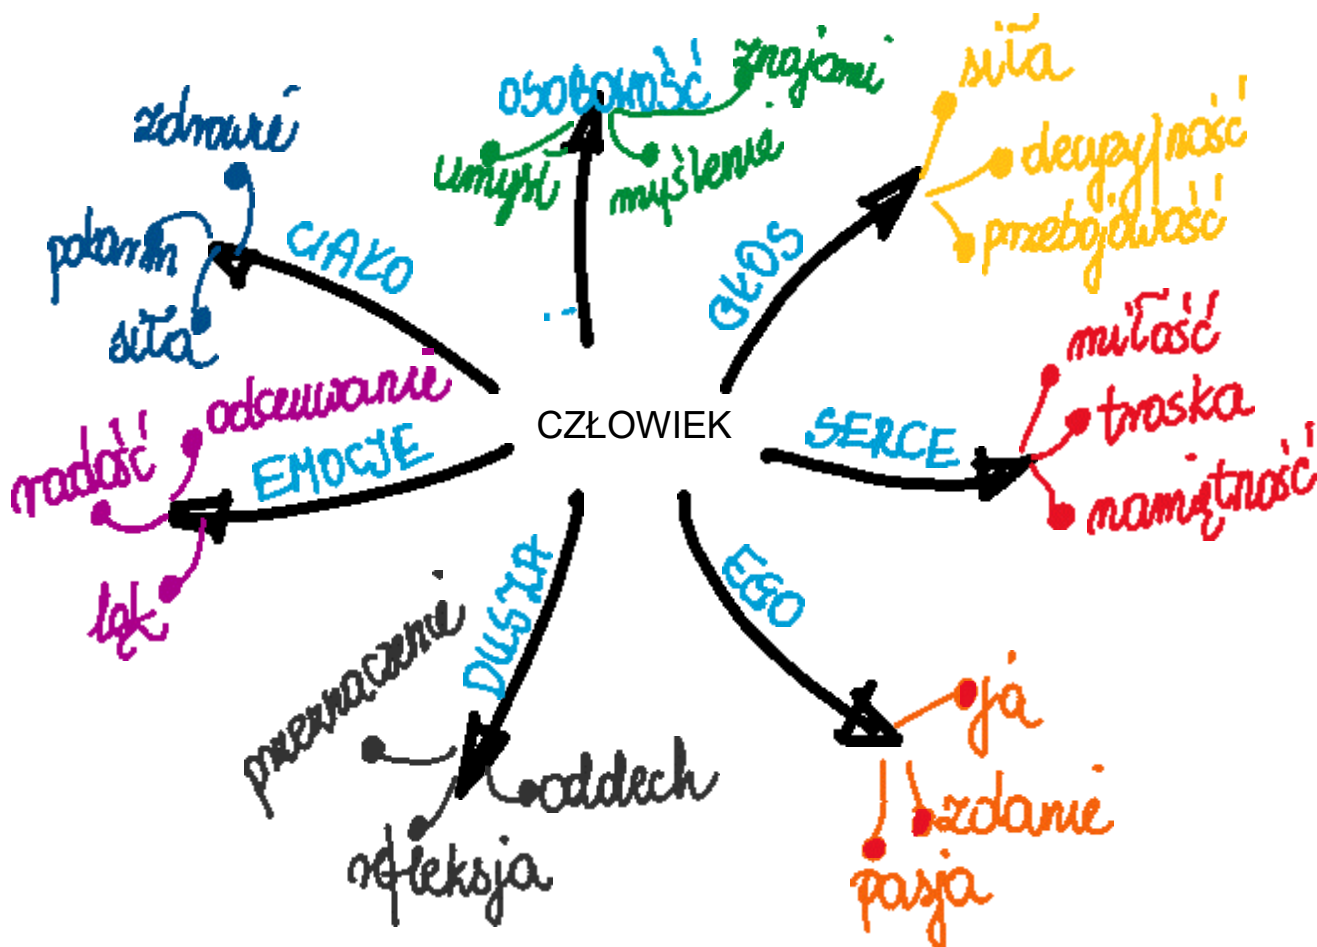 znajomi
OSOBOWOŚĆ
umysł
myślenie
siła
decyzyjność
przebojowość
GŁOS
zdrowie
pokarm
siła
CIAŁO
miłość
troska
namiętność
SERCE
CZŁOWIEK
odczuwanie
radość
lęk
EMOCJE
DUSZA
przeznaczenie
oddech
refleksja
EGO
ja
zdanie
pasja